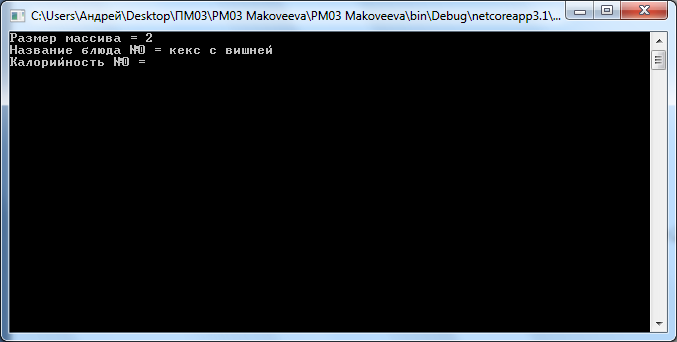 C:\Users\Андрей\Desktop\ПМ03\PM03 Makoveeva\PM03 Makoveeva\bin\Debug\netcoreapp3.1\...
Размер массива = 2
Название блюда №0 = кекс с вишней
Калорийность №0 =